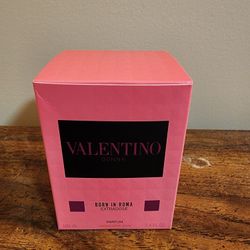 VALENTINO
DONNA
BORN IN ROMA
EXTRADOSE
PARFUM